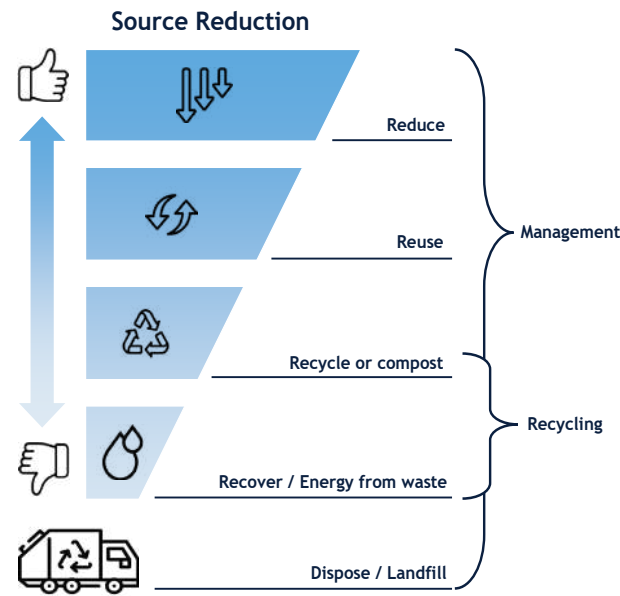 Source Reduction
Reduce
Management
Reuse
Recycle or compost
Recycling
Recover / Energy from waste
Dispose / Landfill